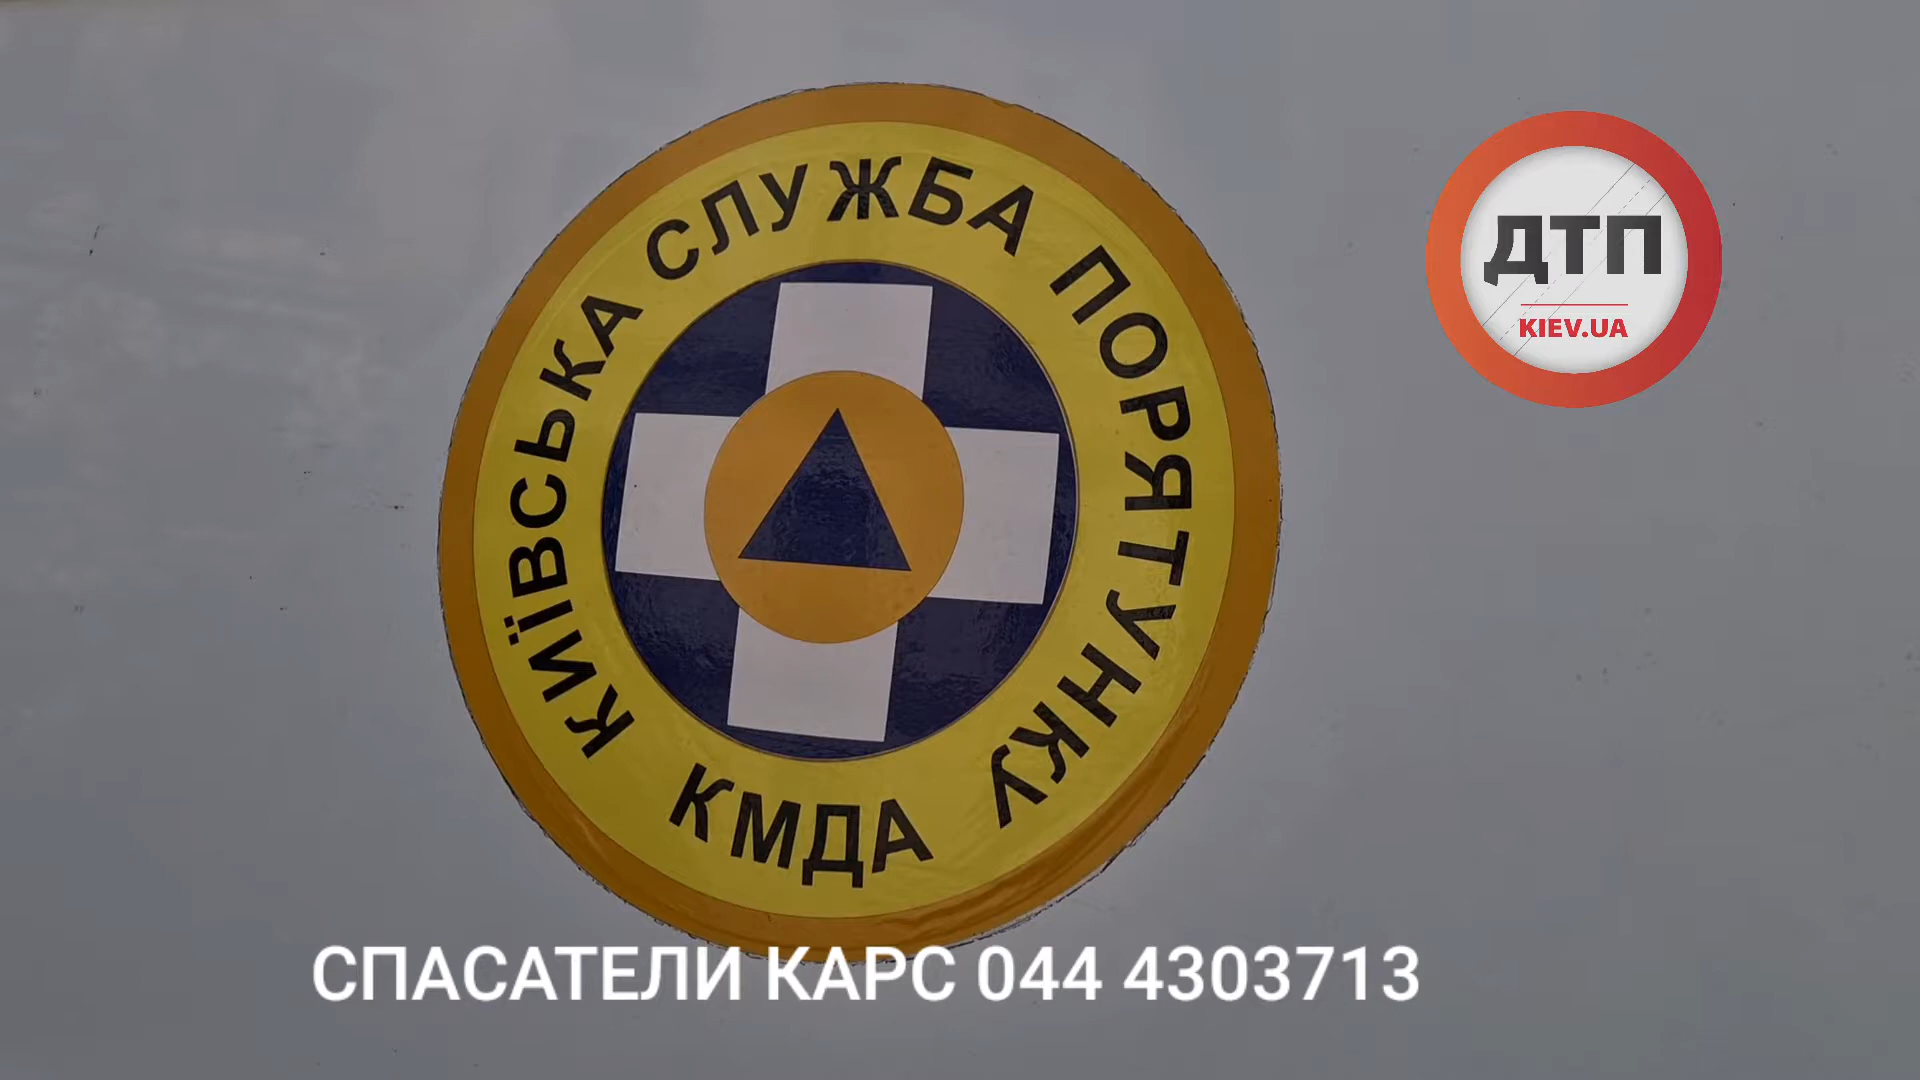 КИЇВСЬКА СЛУЖБА ПОРЯТУНКУ
КМДА
ДТП
KIEV.UA
СПАСАТЕЛИ КАРС 044 4303713